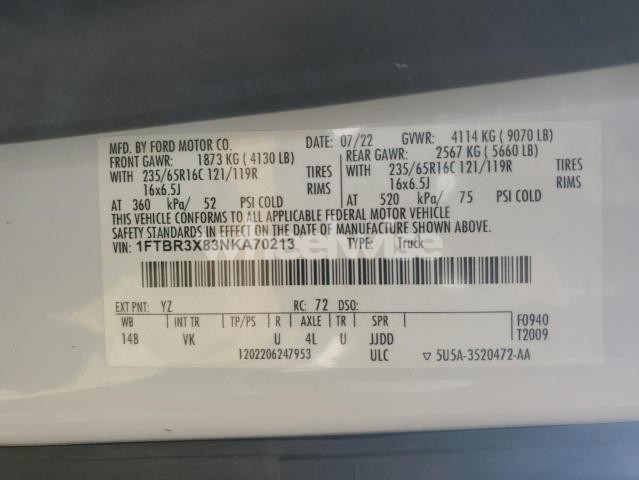 MFD. BY FORD MOTOR CO. DATE: 07/22 GVWR: 4114 KG ( 9070 LB)
FRONT GAWR: 1873 KG ( 4130 LB) REAR GAWR: 2567 KG ( 5660 LB)
WITH 235/65R16C 121/119R TIRES WITH 235/65R16C 121/119R TIRES
16x6.5J RIMS 16x6.5J RIMS
AT 360 kPa/ 52 PSI COLD AT 520 kPa/ 75 PSI COLD
THIS VEHICLE CONFORMS TO ALL APPLICABLE FEDERAL MOTOR VEHICLE
SAFETY STANDARDS IN EFFECT ON THE DATE OF MANUFACTURE SHOWN ABOVE.
VIN: 1FTBR3X83NKA70213 TYPE: Truck
wheelwise
EXT PNT: YZ RC: 72 DSO:
WB INT TR TP/PS R AXLE TR SPR F0940
148 VK U 4L U JJDD T2009
1202206247953 ULC ▽ 5U5A-3520472-AA